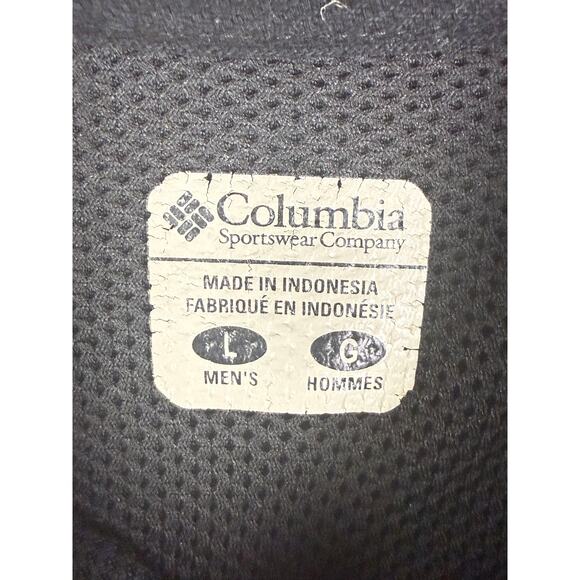 Columbia
Sportswear Company
MADE IN INDONESIA
FABRIQUÉ EN INDONÉSIE
L G
MEN'S HOMMES